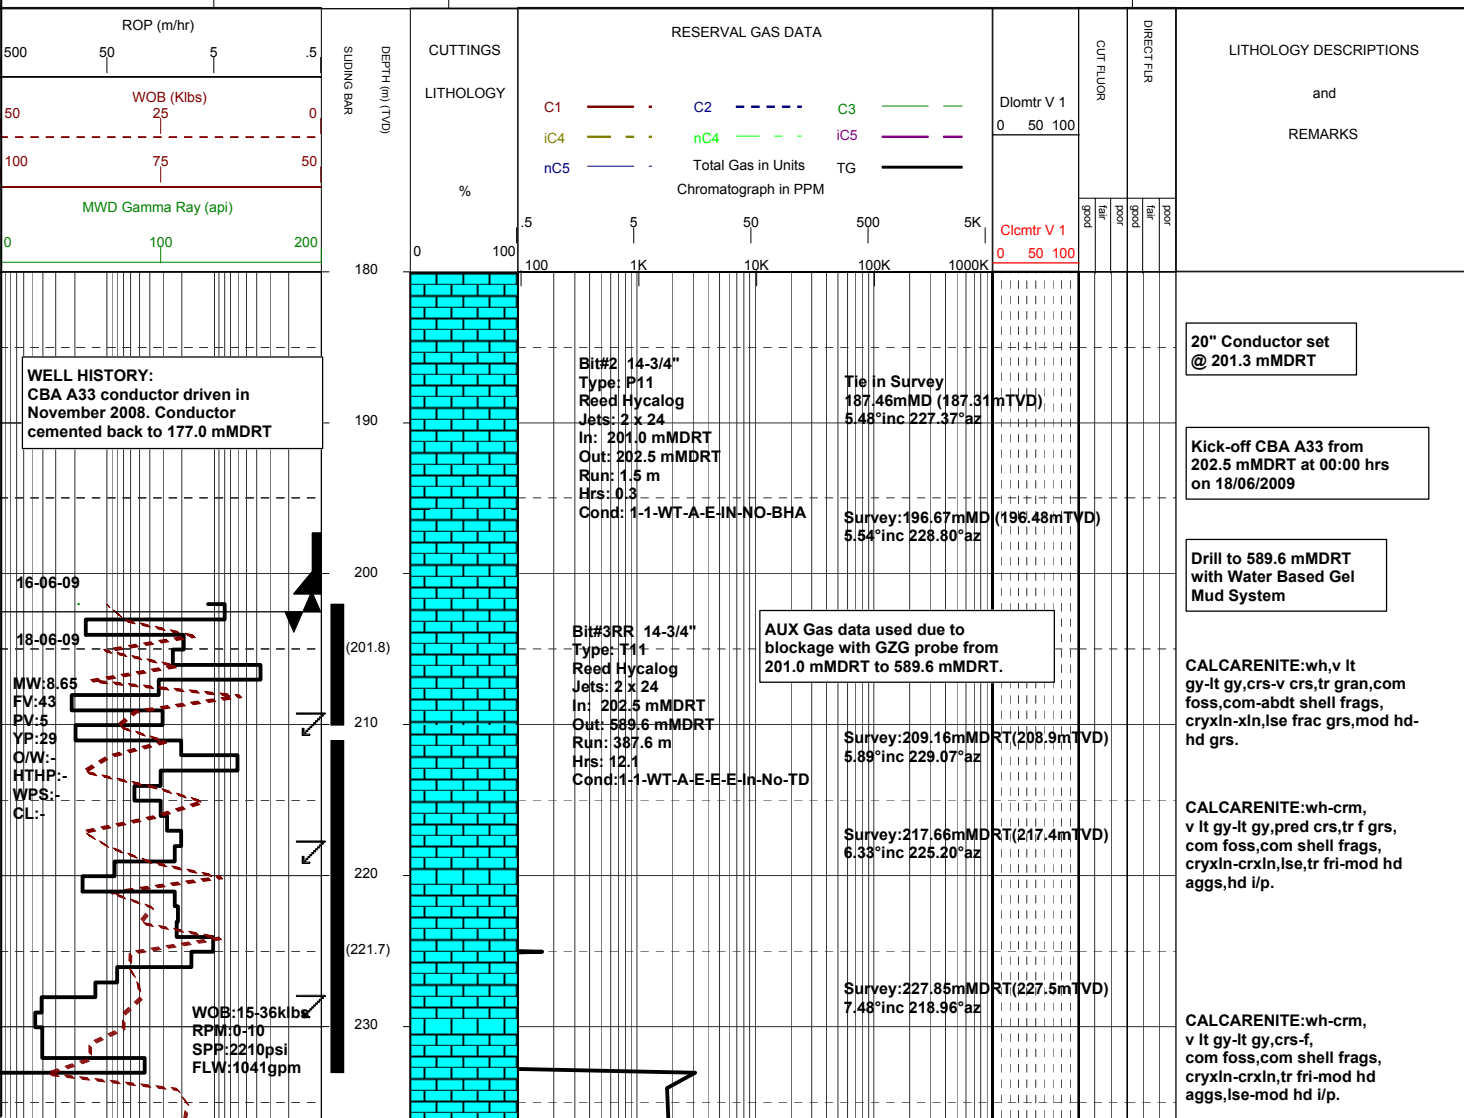 ROP (m/hr)
500 50 5 .5
WOB (Klbs)
50 25 0
100 75 50
MWD Gamma Ray (api)
0 100 200
SLIDING BAR
DEPTH (m) (TVD)
CUTTINGS
LITHOLOGY
%
0 100
RESERVAL GAS DATA
C1 C2 C3
iC4 nC4 iC5
nC5 Total Gas in Units TG
Chromatograph in PPM
.5 5 50 500 5K
100 1K 10K 100K 1000K
Dlomtr V 1
0 50 100
Clcmtr V 1
0 50 100
CUT FLUOR
DIRECT FLR
good fair poor good fair poor
LITHOLOGY DESCRIPTIONS
and
REMARKS
180
190
200
(201.8)
210
220
(221.7)
230
WELL HISTORY:
CBA A33 conductor driven in
November 2008. Conductor
cemented back to 177.0 mMDRT
16-06-09
18-06-09
MW:8.65
FV:43
PV:5
YP:29
O/W:-
HTHP:-
WPS:-
CL:-
WOB:15-36klbs
RPM:0-10
SPP:2210psi
FLW:1041gpm
Bit#2 14-3/4"
Type: P11
Reed Hycalog
Jets: 2 x 24
In: 201.0 mMDRT
Out: 202.5 mMDRT
Run: 1.5 m
Hrs: 0.3
Cond: 1-1-WT-A-E-IN-NO-BHA
Bit#3RR 14-3/4"
Type: T11
Reed Hycalog
Jets: 2 x 24
In: 202.5 mMDRT
Out: 589.6 mMDRT
Run: 387.6 m
Hrs: 12.1
Cond:1-1-WT-A-E-E-E-In-No-TD
Tie in Survey
187.46mMD (187.31mTVD)
5.48°inc 227.37°az
Survey:196.67mMD (196.48mTVD)
5.54°inc 228.80°az
AUX Gas data used due to
blockage with GZG probe from
201.0 mMDRT to 589.6 mMDRT.
Survey:209.16mMDRT(208.9mTVD)
5.89°inc 229.07°az
Survey:217.66mMDRT(217.4mTVD)
6.33°inc 225.20°az
Survey:227.85mMDRT(227.5mTVD)
7.48°inc 218.96°az
20" Conductor set
@ 201.3 mMDRT
Kick-off CBA A33 from
202.5 mMDRT at 00:00 hrs
on 18/06/2009
Drill to 589.6 mMDRT
with Water Based Gel
Mud System
CALCARENITE:wh,v lt
gy-lt gy,crs-v crs,tr gran,com
foss,com-abdt shell frags,
cryxln-xln,lse frac grs,mod hd-
hd grs.
CALCARENITE:wh-crm,
v lt gy-lt gy,pred crs,tr f grs,
com foss,com shell frags,
cryxln-crxln,lse,tr fri-mod hd
aggs,hd i/p.
CALCARENITE:wh-crm,
v lt gy-lt gy,crs-f,
com foss,com shell frags,
cryxln-crxln,tr fri-mod hd
aggs,lse-mod hd i/p.